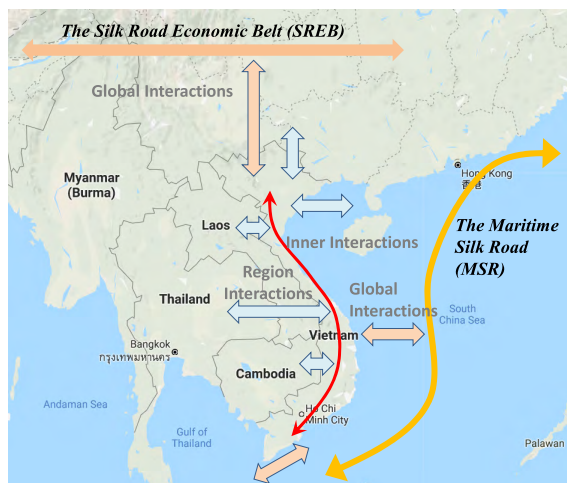 The Silk Road Economic Belt (SREB)
Global Interactions
Hong Kong
香港
Myanmar
(Burma)
Laos
The Maritime
Silk Road
(MSR)
Inner Interactions
Region
Interactions
Global
Interactions
Thailand
South
China Sea
Vietnam
Bangkok
กรุงเทพมหานคร
Cambodia
Andaman Sea
Ho Chi
Minh City
Gulf of
Thailand
Palawan